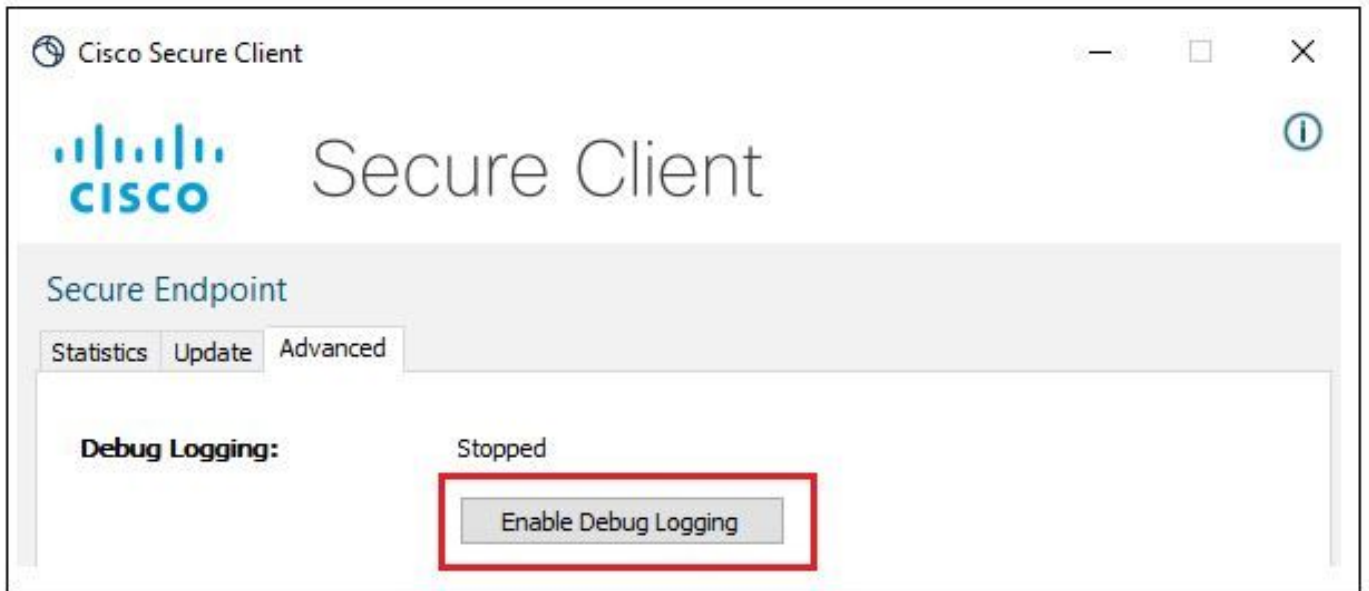 Cisco Secure Client
CISCO
Secure Client
Secure Endpoint
Statistics Update Advanced
Debug Logging: Stopped
Enable Debug Logging